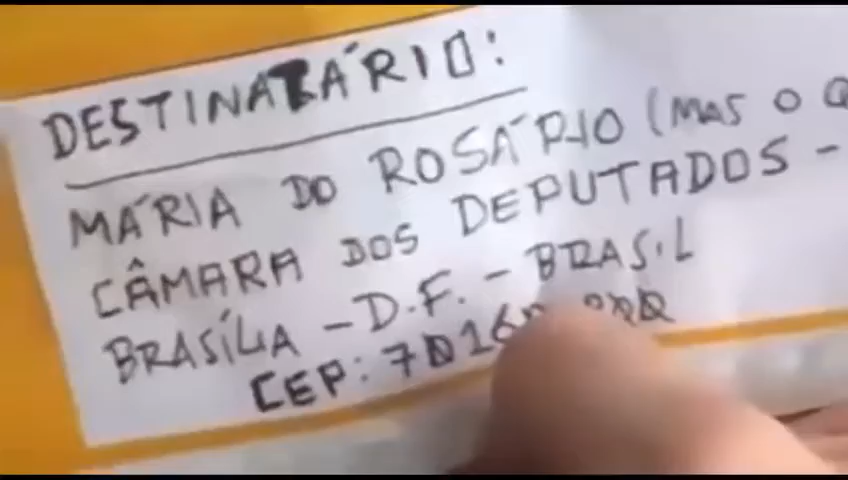 DESTINATÁRIO:
MÁRIA DO ROSÁRIO (MAS O
CÂMARA DOS DEPUTADOS -
BRASÍLIA - D.F. - BRASIL
CEP: